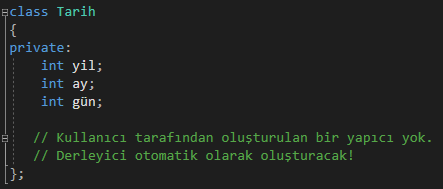 class Tarih
{
private:
int yil;
int ay;
int gün;
// Kullanıcı tarafından oluşturulan bir yapıcı yok.
// Derleyici otomatik olarak oluşturacak!
};